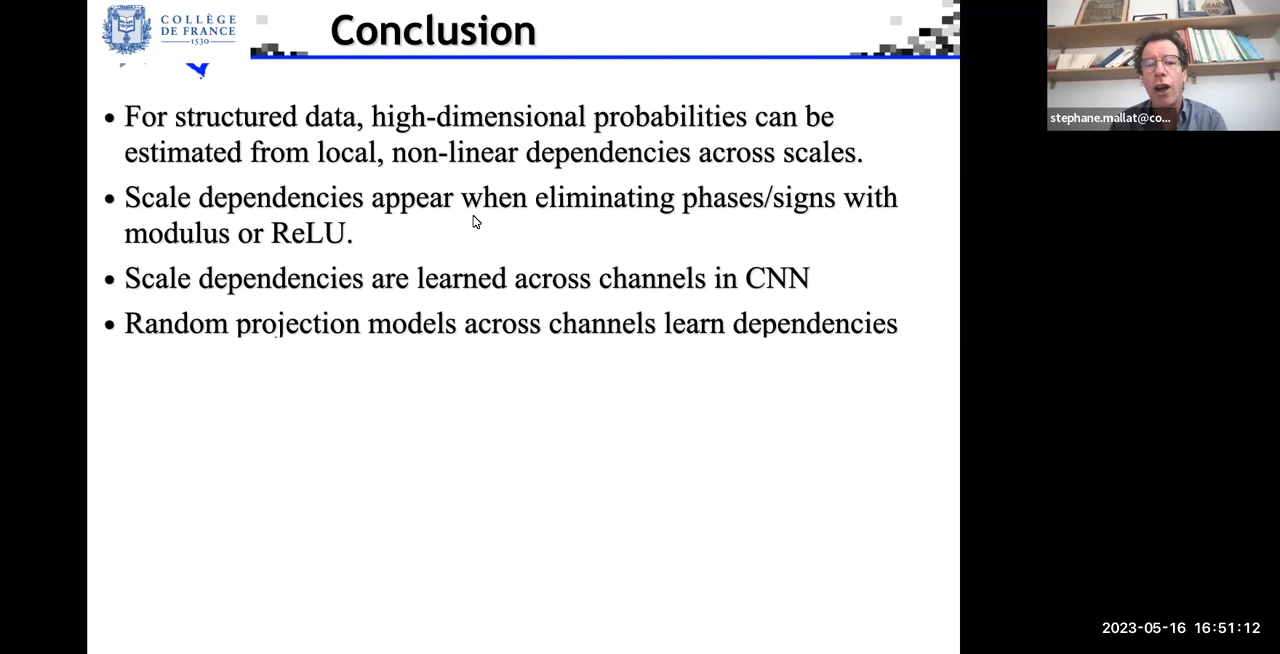 COLLÈGE
DE FRANCE
1530
Conclusion
• For structured data, high-dimensional probabilities can be
estimated from local, non-linear dependencies across scales.
• Scale dependencies appear when eliminating phases/signs with
modulus or ReLU.
• Scale dependencies are learned across channels in CNN
• Random projection models across channels learn dependencies
stephane.mallat@co...
2023-05-16 16:51:12